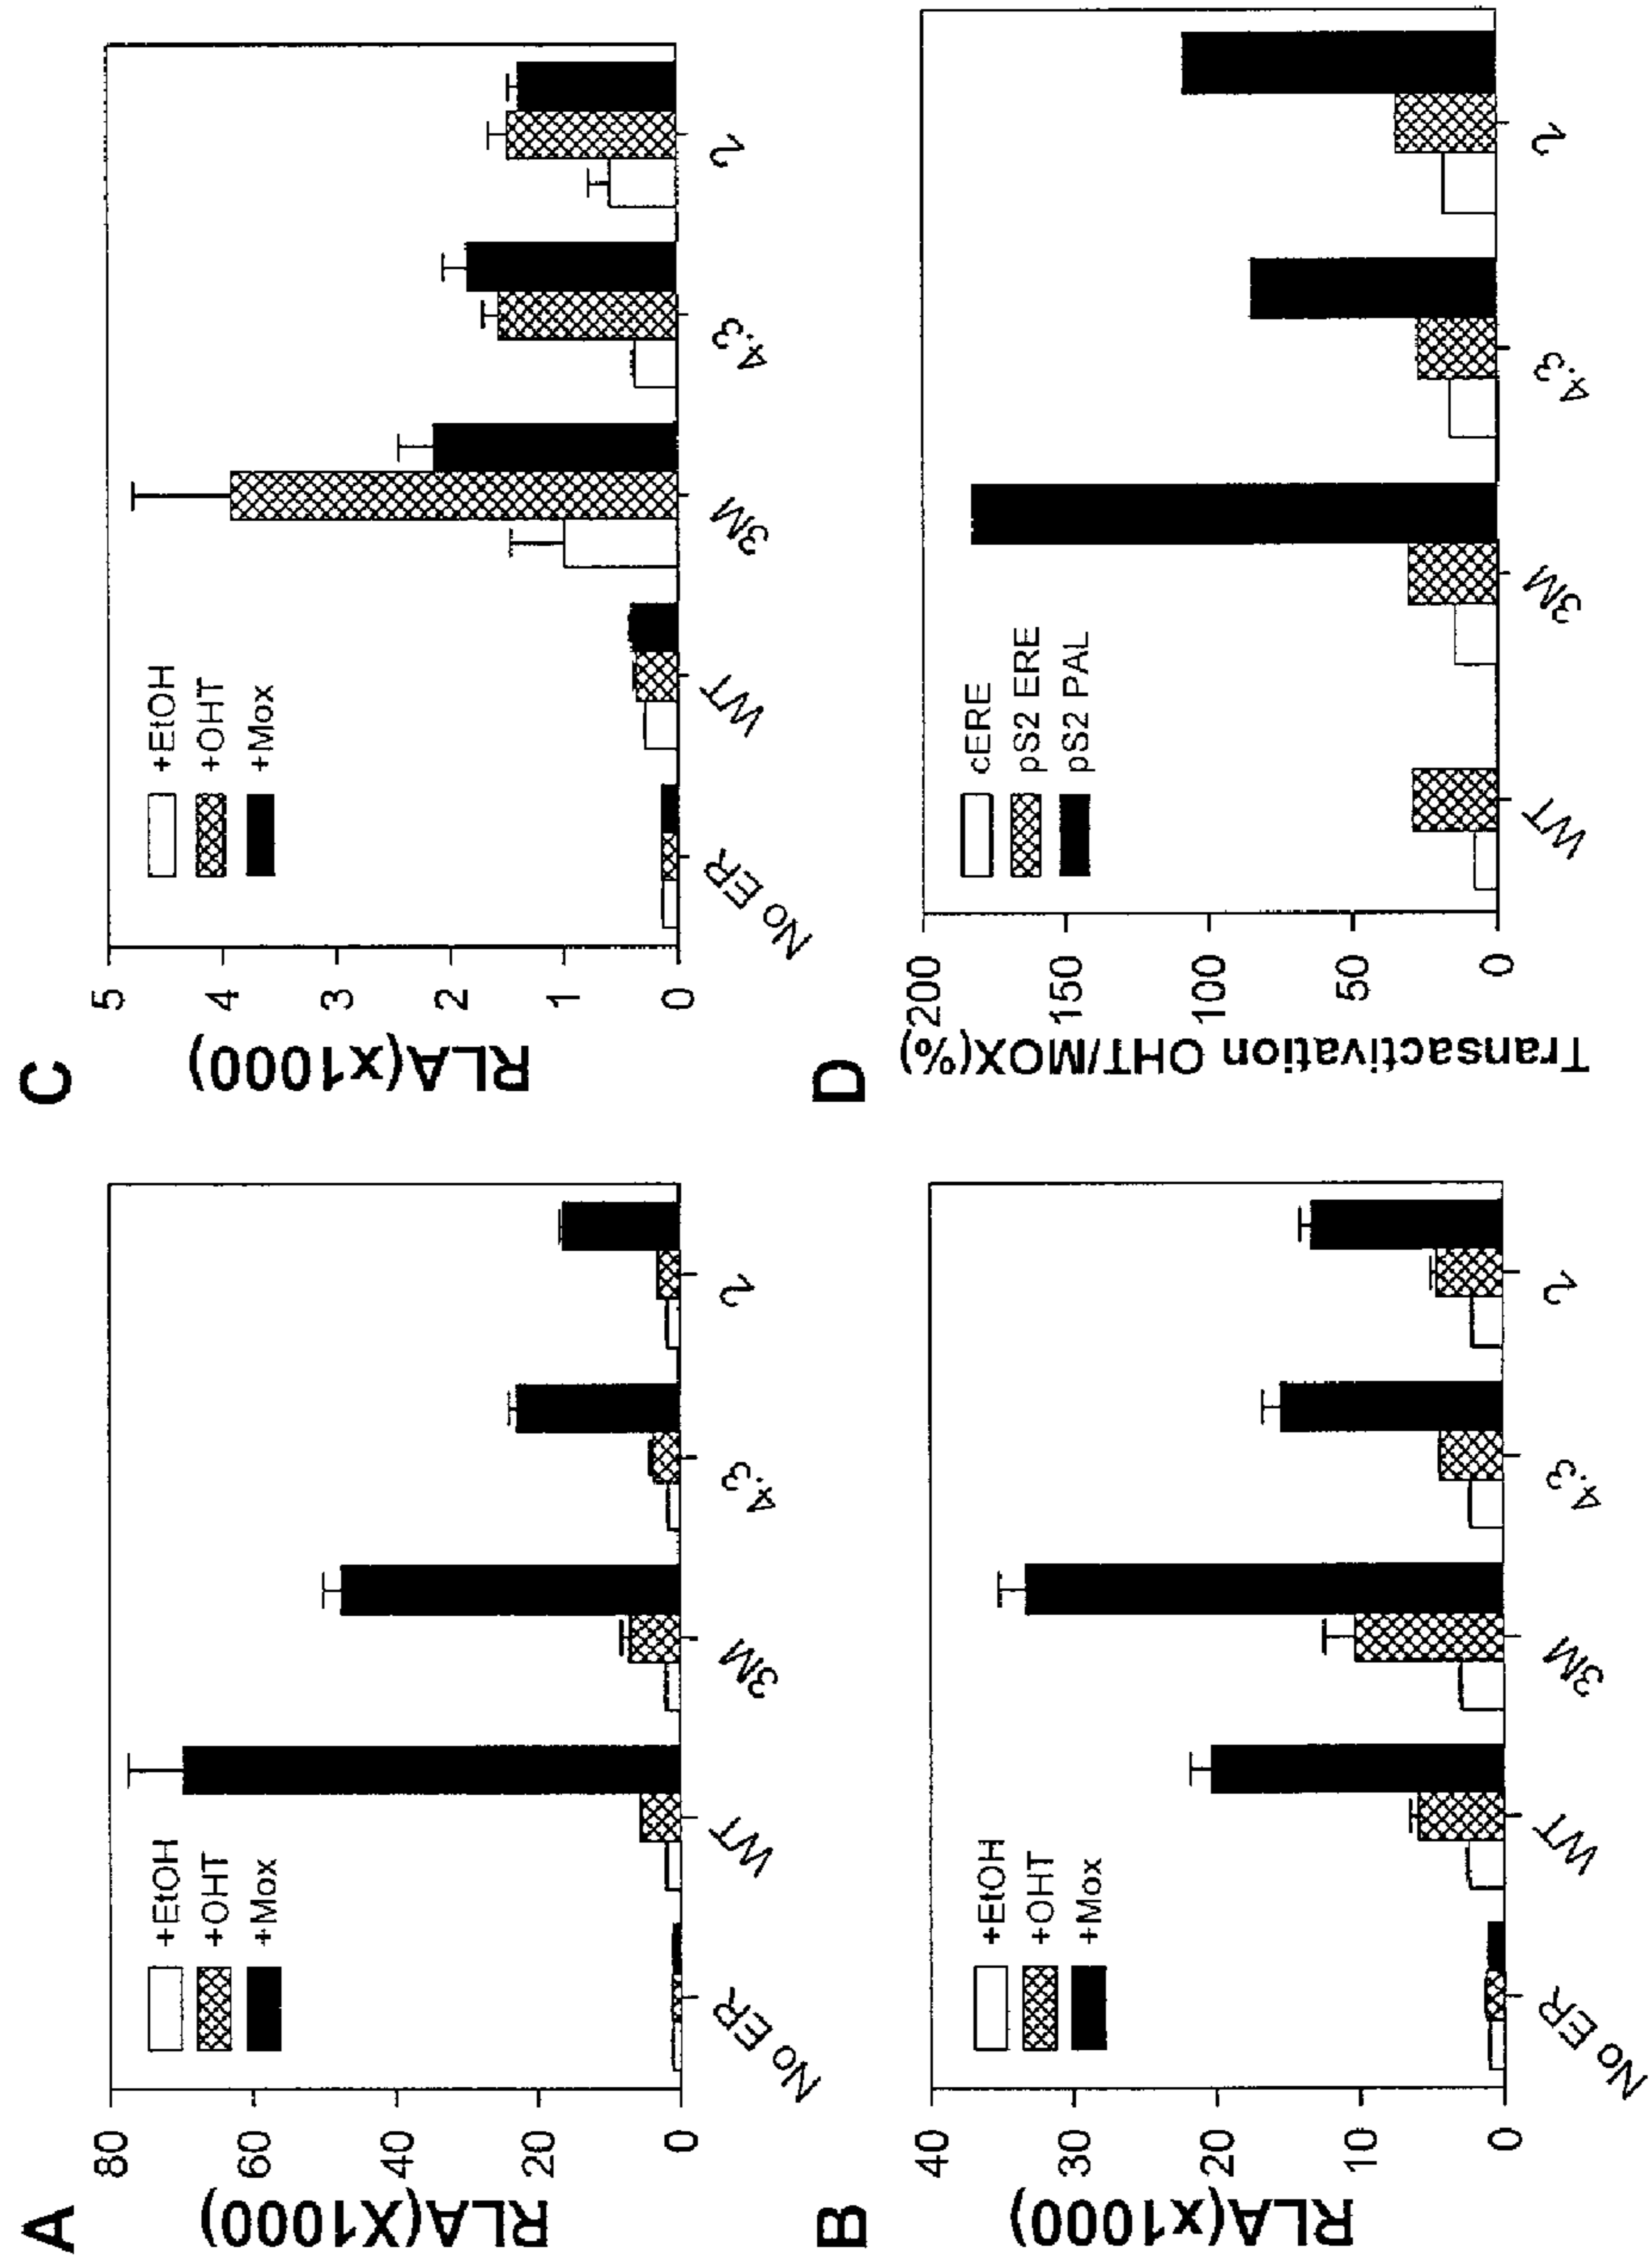 A
RLA(X1000)
80
60
40
20
0
+EtOH
+OHT
+Mox
No ER
WT
3M
4.3
2
B
RLA(x1000)
40
30
20
10
0
+EtOH
+OHT
+Mox
No ER
WT
3M
4.3
2
C
RLA(x1000)
5
4
3
2
1
0
+EtOH
+OHT
+Mox
No ER
WT
3M
4.3
2
D
Transactivation OHT/MOX(%)
200
150
100
50
0
cERE
pS2 ERE
pS2 PAL
WT
3M
4.3
2